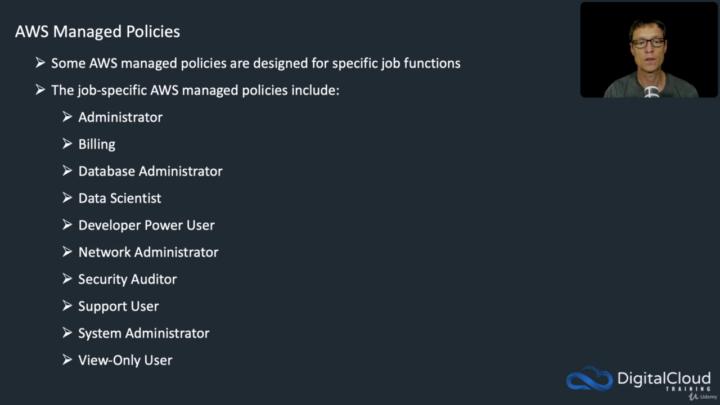 AWS Managed Policies
Some AWS managed policies are designed for specific job functions
The job-specific AWS managed policies include:
Administrator
Billing
Database Administrator
Data Scientist
Developer Power User
Network Administrator
Security Auditor
Support User
System Administrator
View-Only User
DigitalCloud
TRAINING
Udemy